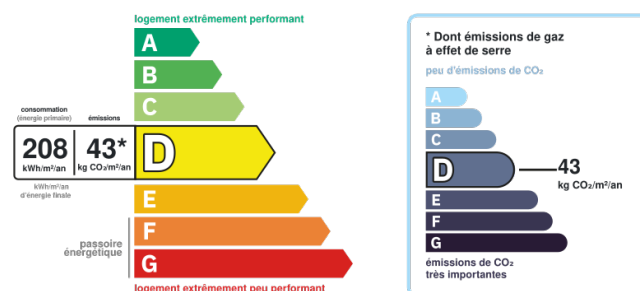 logement extrêmement performant
A
B
C
consommation
(énergie primaire)
émissions
208
kWh/m²/an
43*
kg CO₂/m²/an
D
kWh/m²/an
d'énergie finale
E
F
G
passoire
énergétique
logement extrêmement peu performant
* Dont émissions de gaz
à effet de serre
peu d'émissions de CO₂
A
B
C
D
43
kg CO₂/m²/an
E
F
G
émissions de CO₂
très importantes